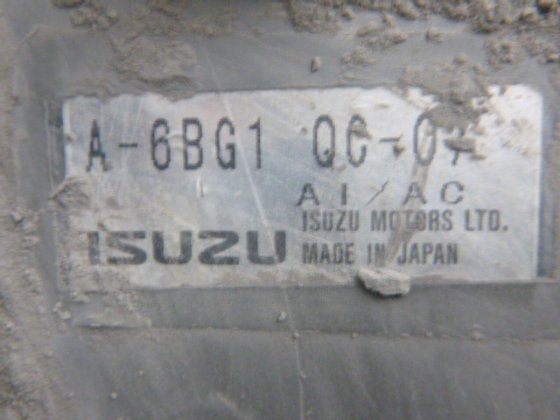 A-6BG1
AI/AC
ISUZU MOTORS LTD.
ISUZU MADE IN JAPAN